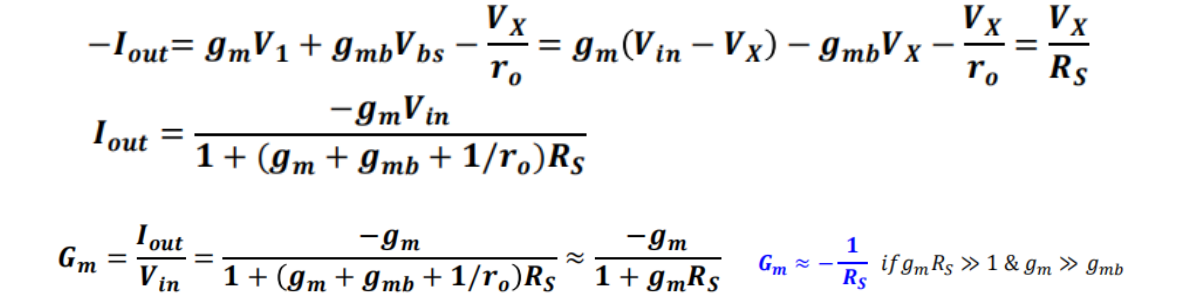 −I_out = g_m V_1 + g_mb V_bs − V_X/r_o = g_m(V_in − V_X) − g_mb V_X − V_X/r_o = V_X/R_S
I_out = −g_m V_in / (1 + (g_m + g_mb + 1/r_o)R_S)
G_m = I_out/V_in = −g_m / (1 + (g_m + g_mb + 1/r_o)R_S) ≈ −g_m / (1 + g_m R_S) G_m ≈ −1/R_S if g_m R_S ≫ 1 & g_m ≫ g_mb